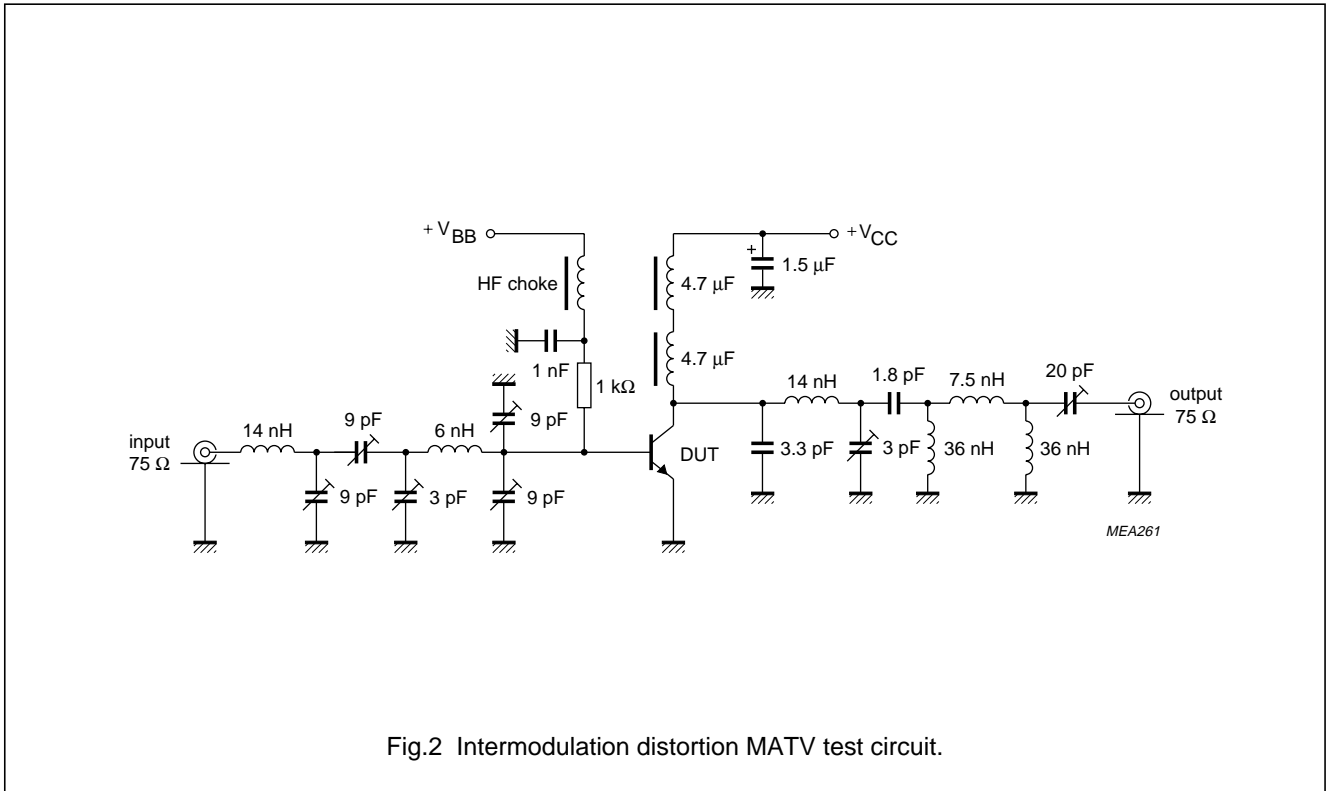 + VBB
+VCC
1.5 μF
HF choke
4.7 μF
4.7 μF
1 nF
1 kΩ
9 pF
input
75 Ω
14 nH
9 pF
6 nH
9 pF
3 pF
9 pF
DUT
3.3 pF
14 nH
3 pF
1.8 pF
36 nH
7.5 nH
36 nH
20 pF
output
75 Ω
MEA261
Fig.2 Intermodulation distortion MATV test circuit.
+